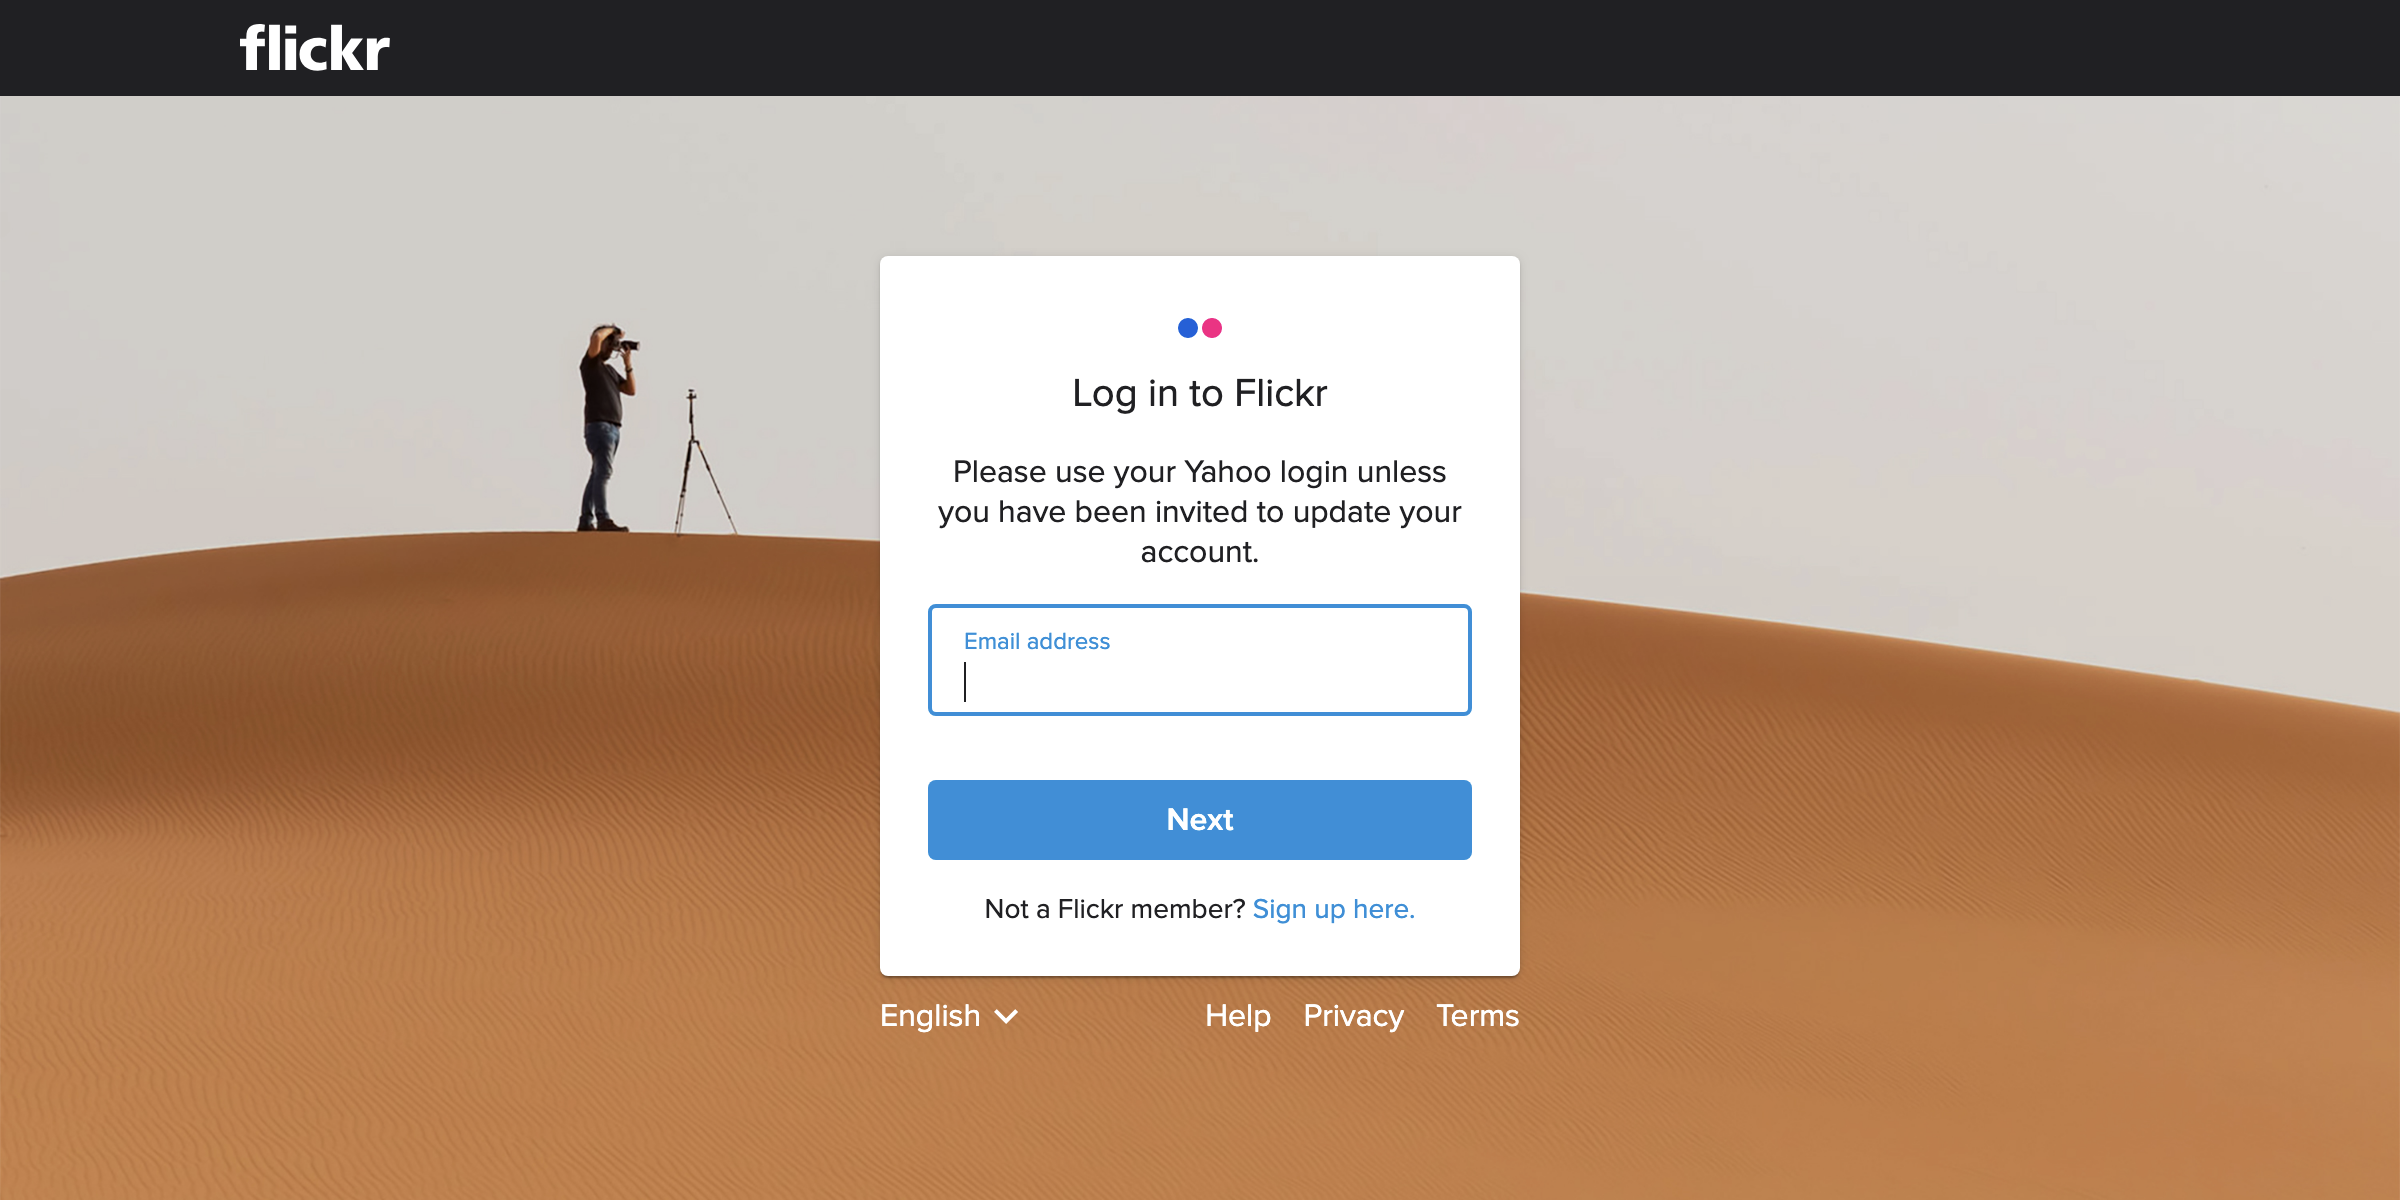 flickr
Log in to Flickr
Please use your Yahoo login unless
you have been invited to update your
account.
Email address
Next
Not a Flickr member? Sign up here.
English Help Privacy Terms